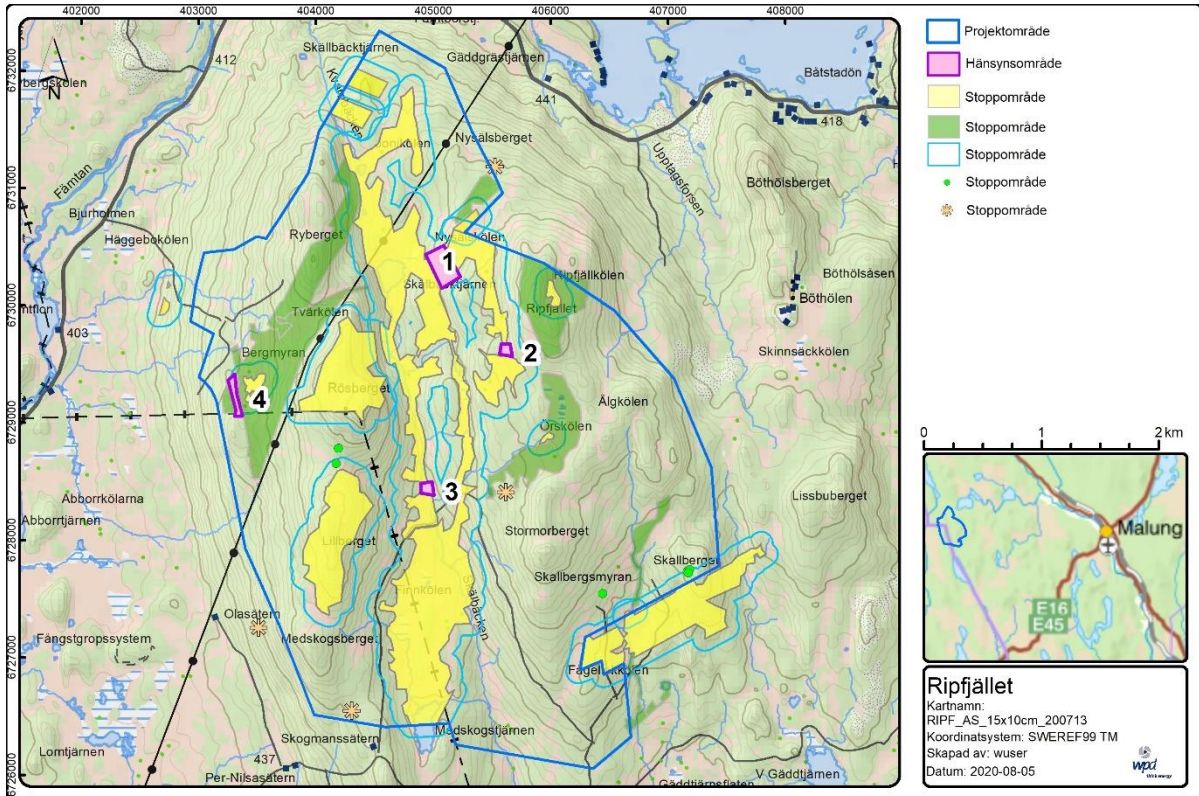 402000
403000
404000
405000
406000
407000
408000
6732000
6731000
6730000
6729000
6728000
6727000
6726000
N
412
Skallbäcktjärnen
Gäddgrastjärnen
441
Båtstadön
418
Nysälsberget
Upptagsforsen
Böthölsberget
Fämtan
Bjurholmen
Häggebokölen
Ryberget
Nysälskölen
1
Ripfjällkölen
Böthölsåsen
Böthölen
Tvärkölen
Ripfjället
403
Bergmyran
2
Skinnsäckkölen
Rösberget
4
Älgkölen
Örskölen
Abborrkölarna
3
Lissbuberget
Abborrtjärnen
Stormorberget
Lillberget
Skallberget
Finnkölen
Skallbergsmyran
Olasätern
Fångstgropssystem
Medskogsberget
Medskogstjärnen
Skogmanssätern
Lomtjärnen
437
Per-Nilsasätern
Gäddtjärnsflaten
V Gäddtjärnen
Projektområde
Hänsynsområde
Stoppområde
Stoppområde
Stoppområde
Stoppområde
Stoppområde
0 1 2 km
Malung
E16
E45
Ripfjället
Kartnamn:
RIPF_AS_15x10cm_200713
Koordinatsystem: SWEREF99 TM
Skapad av: wuser
Datum: 2020-08-05
wpd